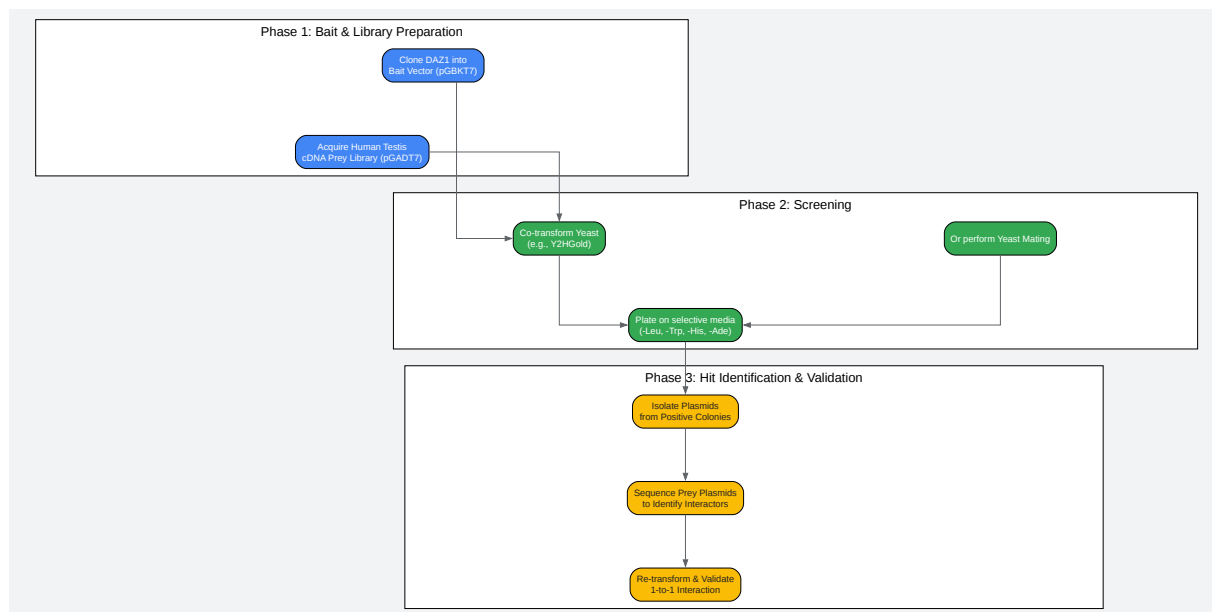 Phase 1: Bait & Library Preparation
Clone DAZ1 into
Bait Vector (pGBKT7)
Acquire Human Testis
cDNA Prey Library (pGADT7)
Phase 2: Screening
Co-transform Yeast
(e.g., Y2HGold)
Or perform Yeast Mating
Plate on selective media
(-Leu, -Trp, -His, -Ade)
Phase 3: Hit Identification & Validation
Isolate Plasmids
from Positive Colonies
Sequence Prey Plasmids
to Identify Interactors
Re-transform & Validate
1-to-1 Interaction